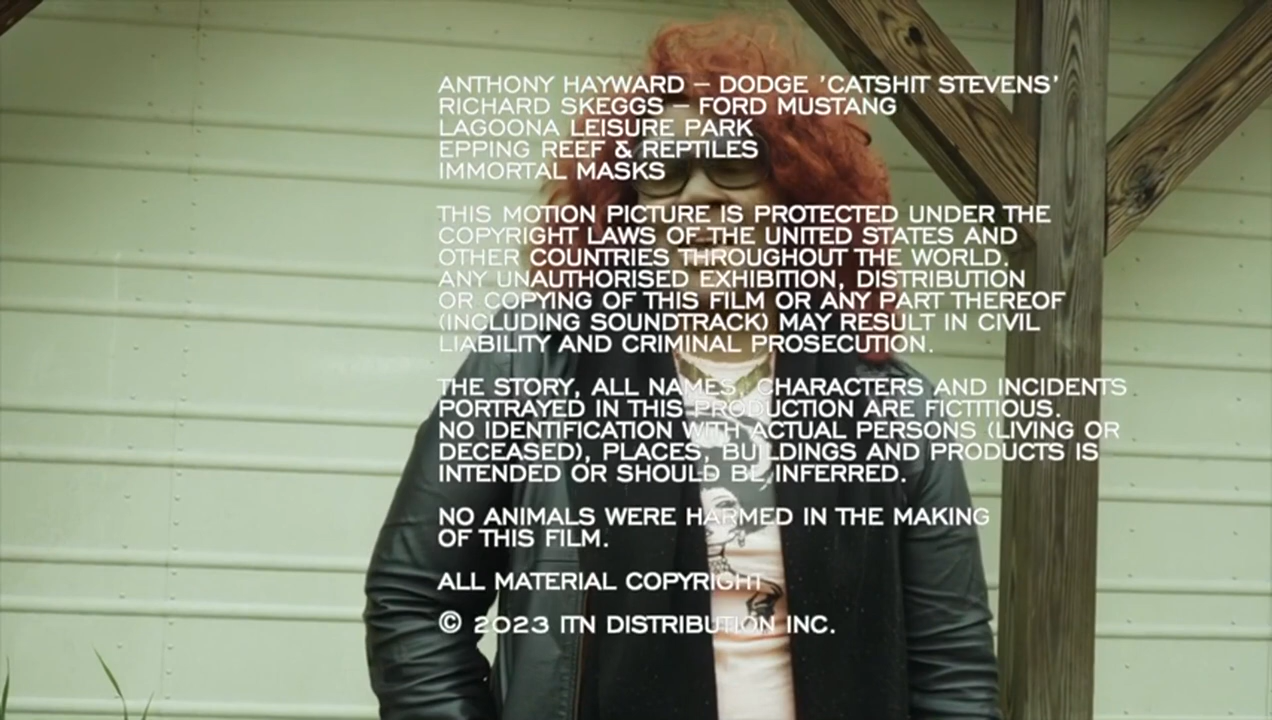 ANTHONY HAYWARD – DODGE 'CATSHIT STEVENS'
RICHARD SKEGGS – FORD MUSTANG
LAGOONA LEISURE PARK
EPPING REEF & REPTILES
IMMORTAL MASKS
THIS MOTION PICTURE IS PROTECTED UNDER THE
COPYRIGHT LAWS OF THE UNITED STATES AND
OTHER COUNTRIES THROUGHOUT THE WORLD.
ANY UNAUTHORISED EXHIBITION, DISTRIBUTION
OR COPYING OF THIS FILM OR ANY PART THEREOF
(INCLUDING SOUNDTRACK) MAY RESULT IN CIVIL
LIABILITY AND CRIMINAL PROSECUTION.
THE STORY, ALL NAMES, CHARACTERS AND INCIDENTS
PORTRAYED IN THIS PRODUCTION ARE FICTITIOUS.
NO IDENTIFICATION WITH ACTUAL PERSONS (LIVING OR
DECEASED), PLACES, BUILDINGS AND PRODUCTS IS
INTENDED OR SHOULD BE INFERRED.
NO ANIMALS WERE HARMED IN THE MAKING
OF THIS FILM.
ALL MATERIAL COPYRIGHT
© 2023 ITN DISTRIBUTION INC.